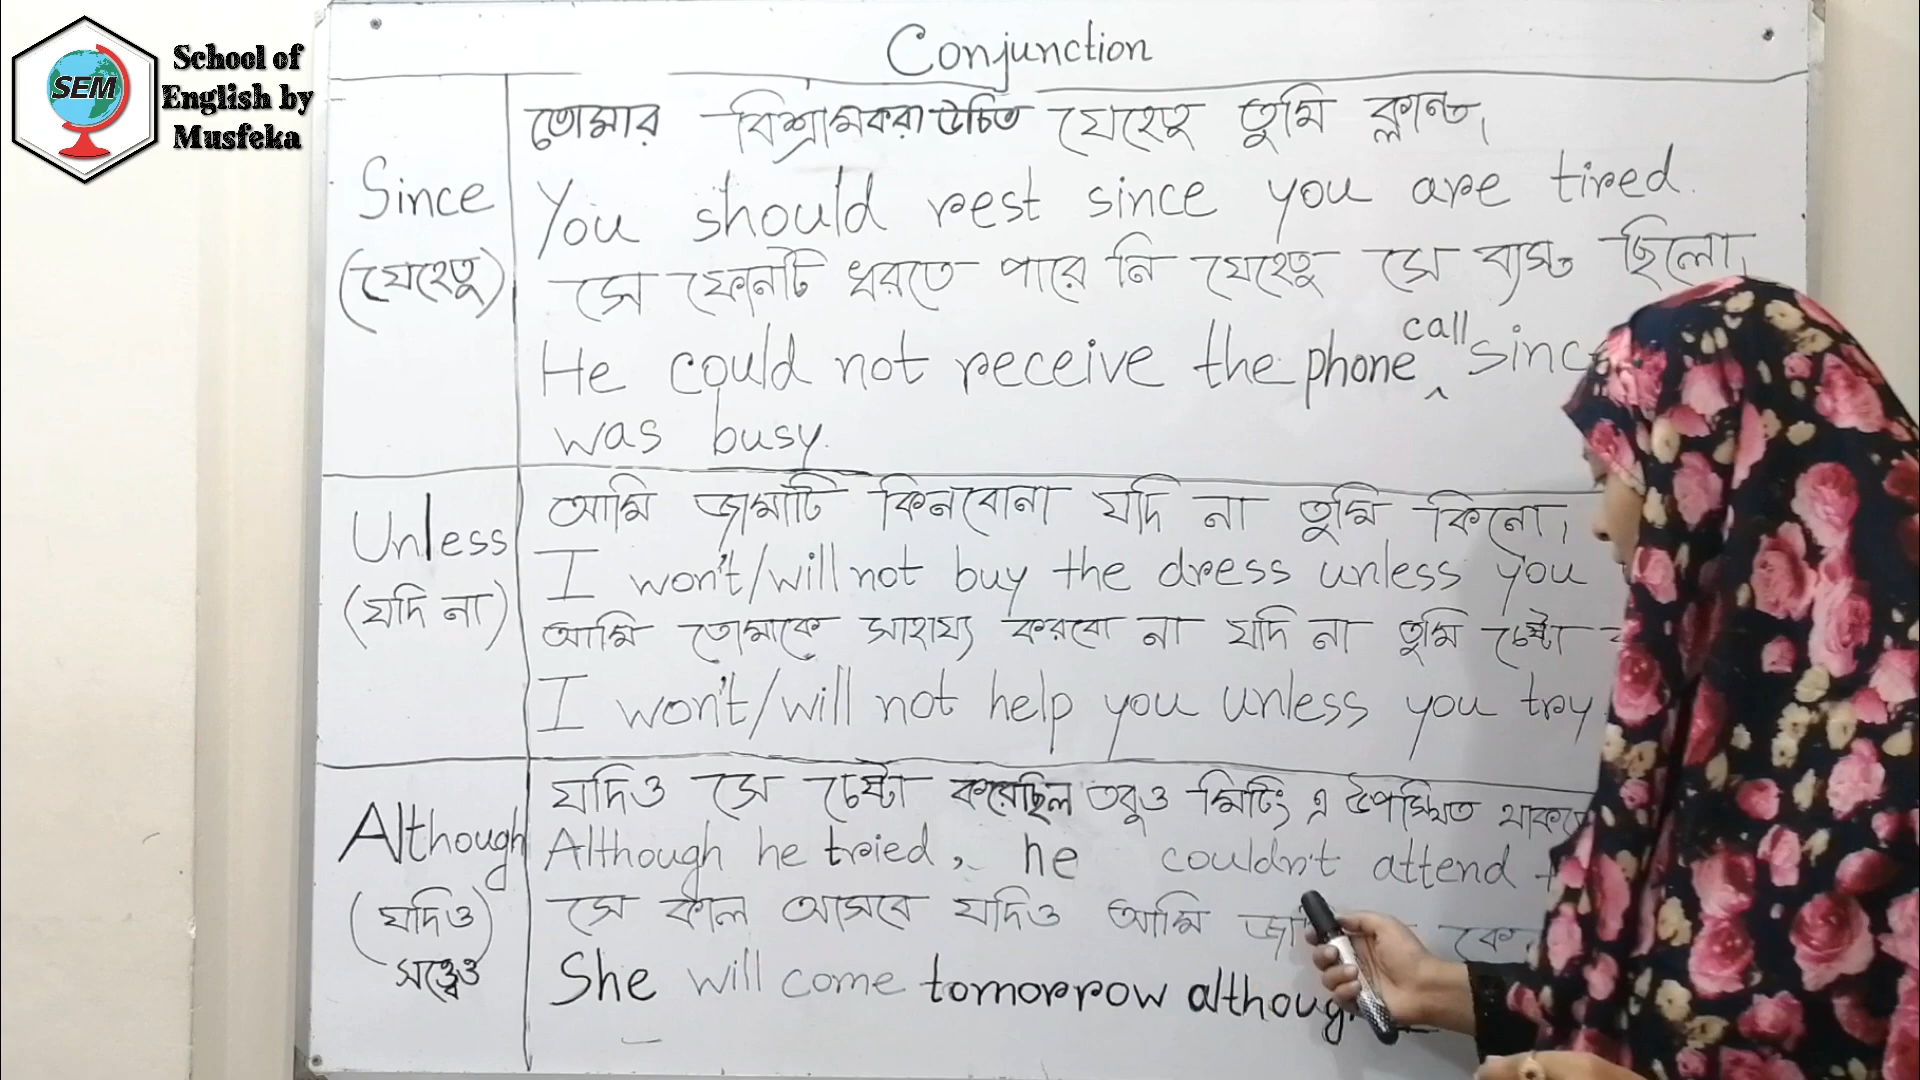 SEM
School of
English by
Musfeka
Conjunction
Since
(যেহেতু)
তোমার বিশ্রাম করা উচিত যেহেতু তুমি ক্লান্ত।
You should rest since you are tired.
সে ফোনটি ধরতে পারে নি যেহেতু সে ব্যস্ত ছিলো।
He could not receive the phone call
was busy.
Unless
(যদি না)
আমি জামাটি কিনবোনা যদি না তুমি কিনো।
I won't/will not buy the dress unless you
আমি তোমাকে সাহায্য করবো না যদি না তুমি চেষ্টা
I won't/will not help you unless you try
Although
(যদিও)
সত্ত্বেও
যদিও সে চেষ্টা করেছিল তবুও মিটিং এ উপস্থিত
Although he tried, he couldn't attend
সে কাল আসবে যদিও আমি
She will come tomorrow